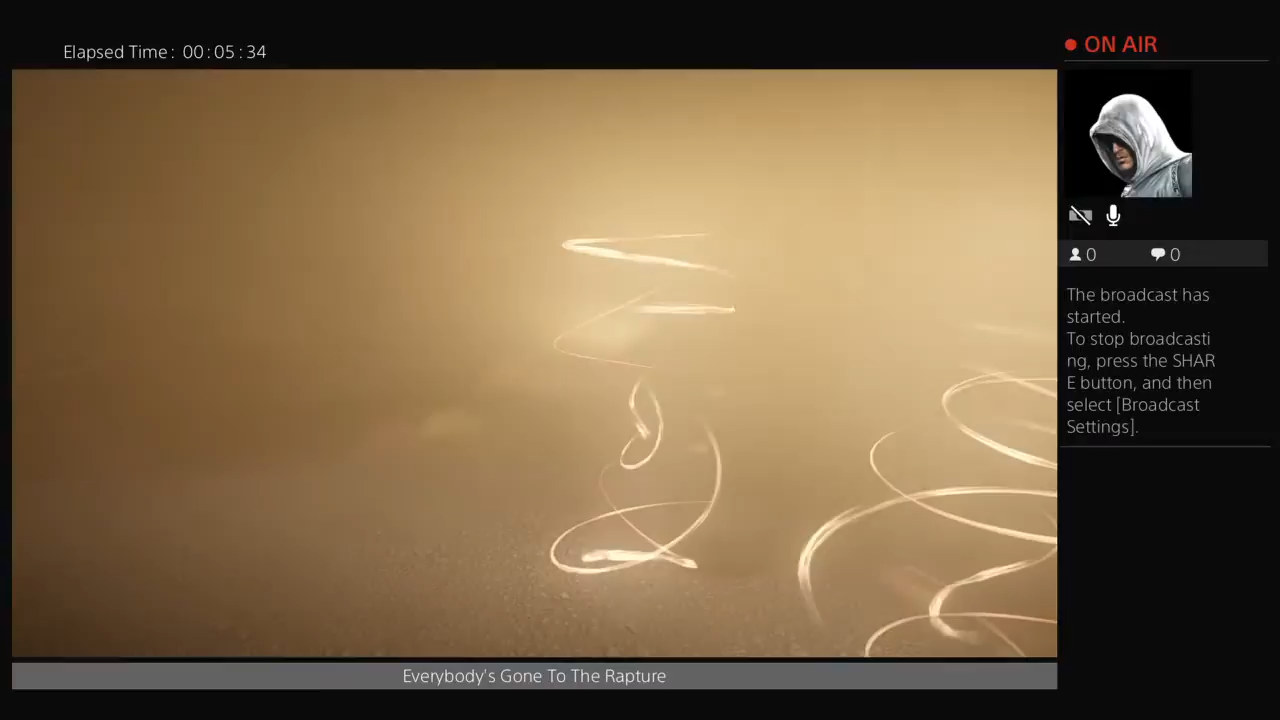 Elapsed Time: 00:05:34
ON AIR
0 0
The broadcast has
started.
To stop broadcasti
ng, press the SHAR
E button, and then
select [Broadcast
Settings].
Everybody's Gone To The Rapture